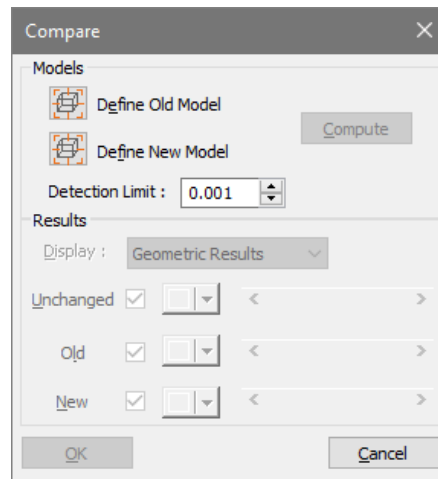 Compare
Models
Define Old Model
Compute
Define New Model
Detection Limit : 0.001
Results
Display : Geometric Results
Unchanged
Old
New
OK
Cancel